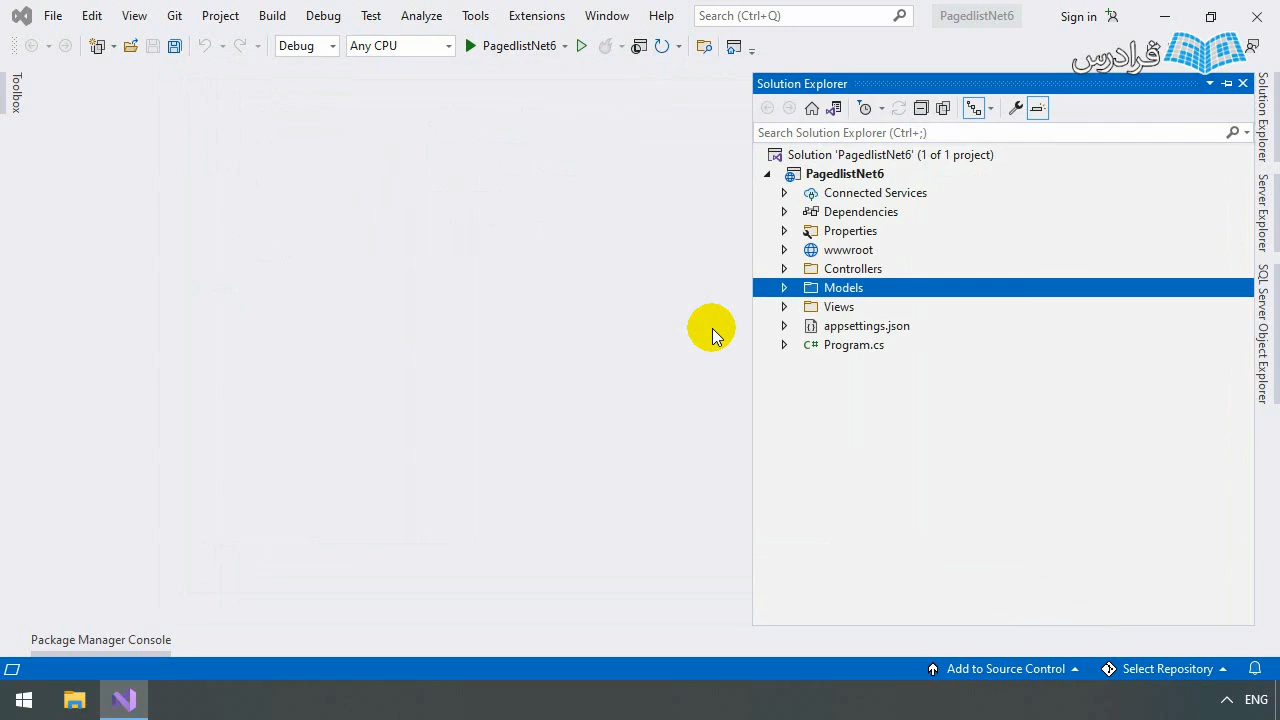 File Edit View Git Project Build Debug Test Analyze Tools Extensions Window Help Search (Ctrl+Q) PagedlistNet6 Sign in
Debug Any CPU PagedlistNet6
فرادرس
Toolbox
Solution Explorer
Search Solution Explorer (Ctrl+;)
Solution 'PagedlistNet6' (1 of 1 project)
PagedlistNet6
Connected Services
Dependencies
Properties
wwwroot
Controllers
Models
Views
appsettings.json
C# Program.cs
Solution Explorer
Server Explorer
SQL Server Object Explorer
Package Manager Console
Add to Source Control Select Repository
ENG